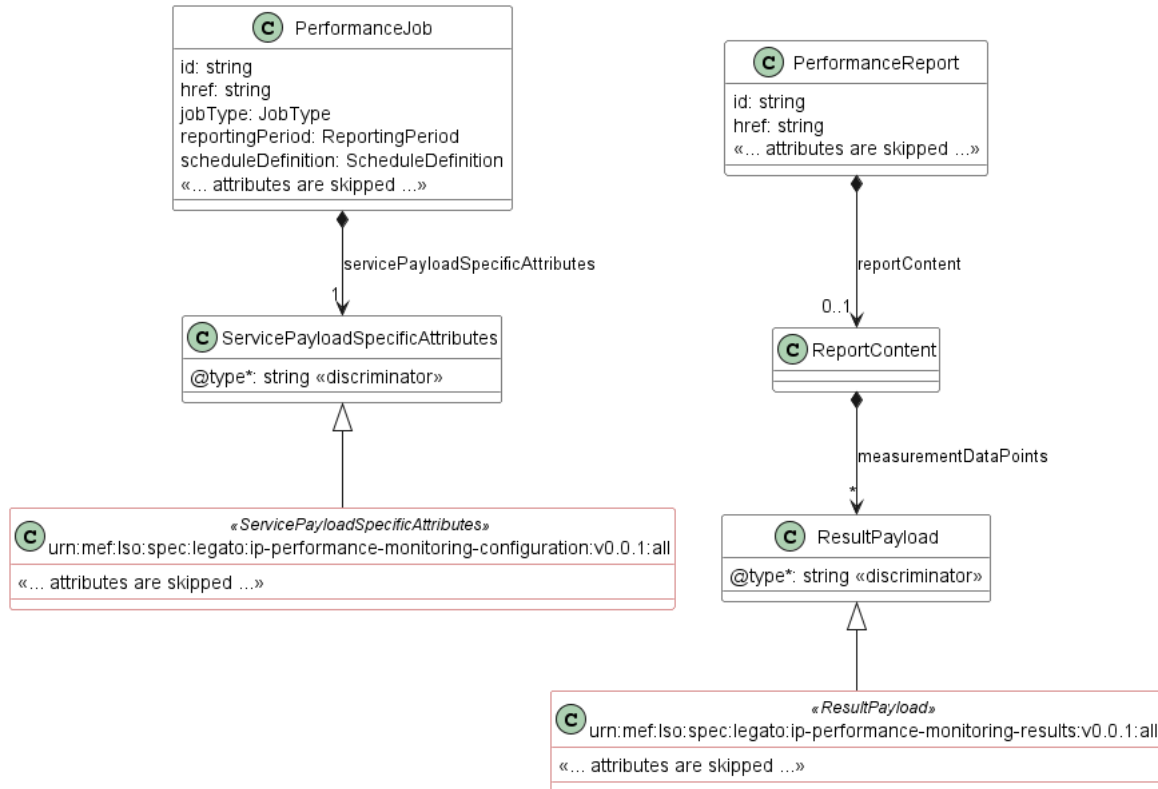 C PerformanceJob
id: string
href: string
jobType: JobType
reportingPeriod: ReportingPeriod
scheduleDefinition: ScheduleDefinition
«... attributes are skipped ...»
servicePayloadSpecificAttributes
1
C ServicePayloadSpecificAttributes
@type*: string «discriminator»
«ServicePayloadSpecificAttributes»
C urn:mef:lso:spec:legato:ip-performance-monitoring-configuration:v0.0.1:all
«... attributes are skipped ...»
C PerformanceReport
id: string
href: string
«... attributes are skipped ...»
reportContent
0..1
C ReportContent
measurementDataPoints
*
C ResultPayload
@type*: string «discriminator»
«ResultPayload»
C urn:mef:lso:spec:legato:ip-performance-monitoring-results:v0.0.1:all
«... attributes are skipped ...»